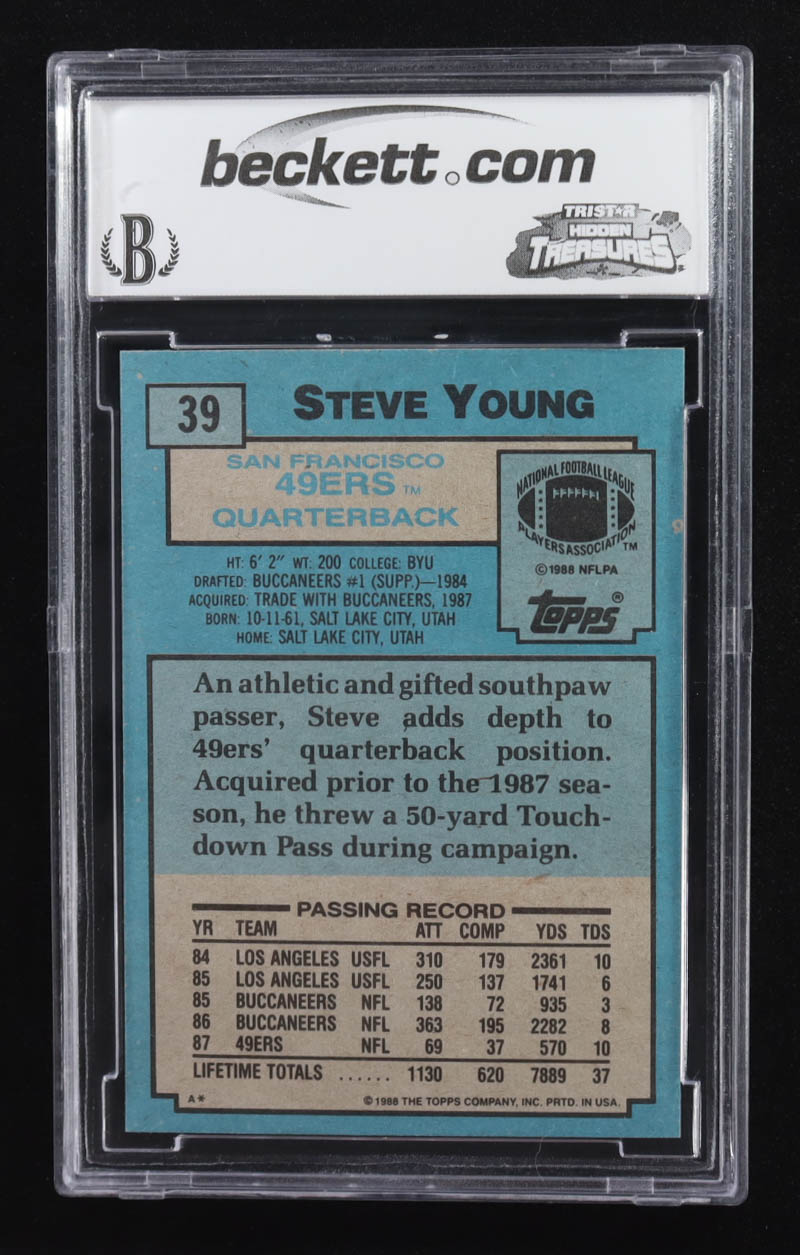 beckett.com
B
TRISTAR
HIDDEN
TREASURES
39
STEVE YOUNG
SAN FRANCISCO
49ERS TM
QUARTERBACK
NATIONAL FOOTBALL LEAGUE
PLAYERS ASSOCIATION TM
©1988 NFLPA
topps®
HT: 6' 2" WT: 200 COLLEGE: BYU
DRAFTED: BUCCANEERS #1 (SUPP.)—1984
ACQUIRED: TRADE WITH BUCCANEERS, 1987
BORN: 10-11-61, SALT LAKE CITY, UTAH
HOME: SALT LAKE CITY, UTAH
An athletic and gifted southpaw
passer, Steve adds depth to
49ers' quarterback position.
Acquired prior to the 1987 sea-
son, he threw a 50-yard Touch-
down Pass during campaign.
PASSING RECORD
YR TEAM ATT COMP YDS TDS
84 LOS ANGELES USFL 310 179 2361 10
85 LOS ANGELES USFL 250 137 1741 6
85 BUCCANEERS NFL 138 72 935 3
86 BUCCANEERS NFL 363 195 2282 8
87 49ERS NFL 69 37 570 10
LIFETIME TOTALS ...... 1130 620 7889 37
A* ©1988 THE TOPPS COMPANY, INC. PRTD. IN USA.